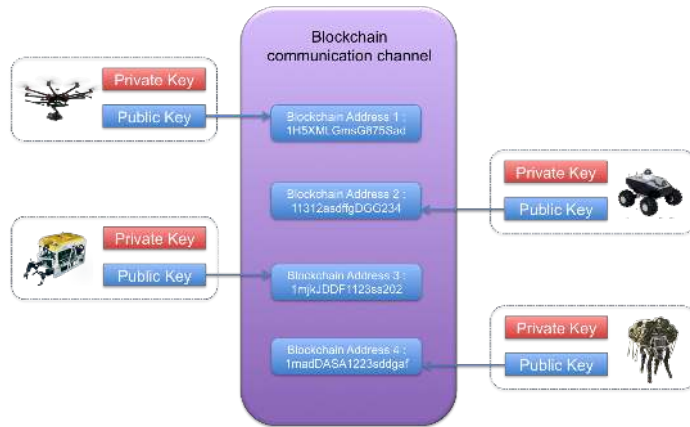 Blockchain
communication channel
Private Key
Public Key
Blockchain Address 1 :
1H5XMLGmsG875Sad
Private Key
Public Key
Blockchain Address 2 :
11312asdffgDGG234
Private Key
Public Key
Blockchain Address 3 :
1mjkJDDF1123ss202
Private Key
Public Key
Blockchain Address 4 :
1madDASA1223sddgaf